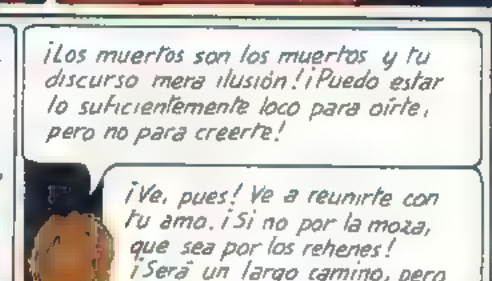 ¡Los muertos son los muertos y tu
discurso mera ilusión! ¡Puedo estar
lo suficientemente loco para oírte,
pero no para creerte!
¡Ve, pues! Ve a reunirte con
tu amo. ¡Si no por la moza,
que sea por los rehenes!
¡Será un largo camino, pero